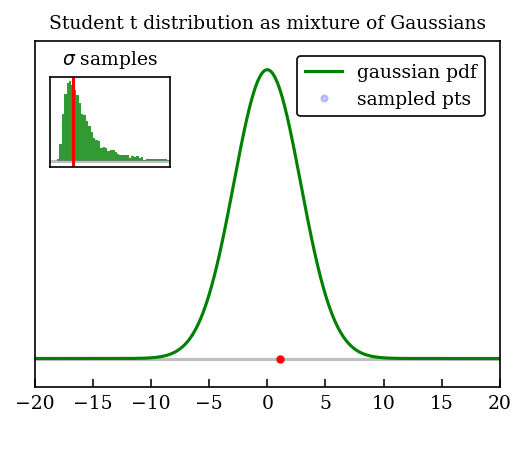 Student t distribution as mixture of Gaussians
σ samples
gaussian pdf
sampled pts
−20 −15 −10 −5 0 5 10 15 20